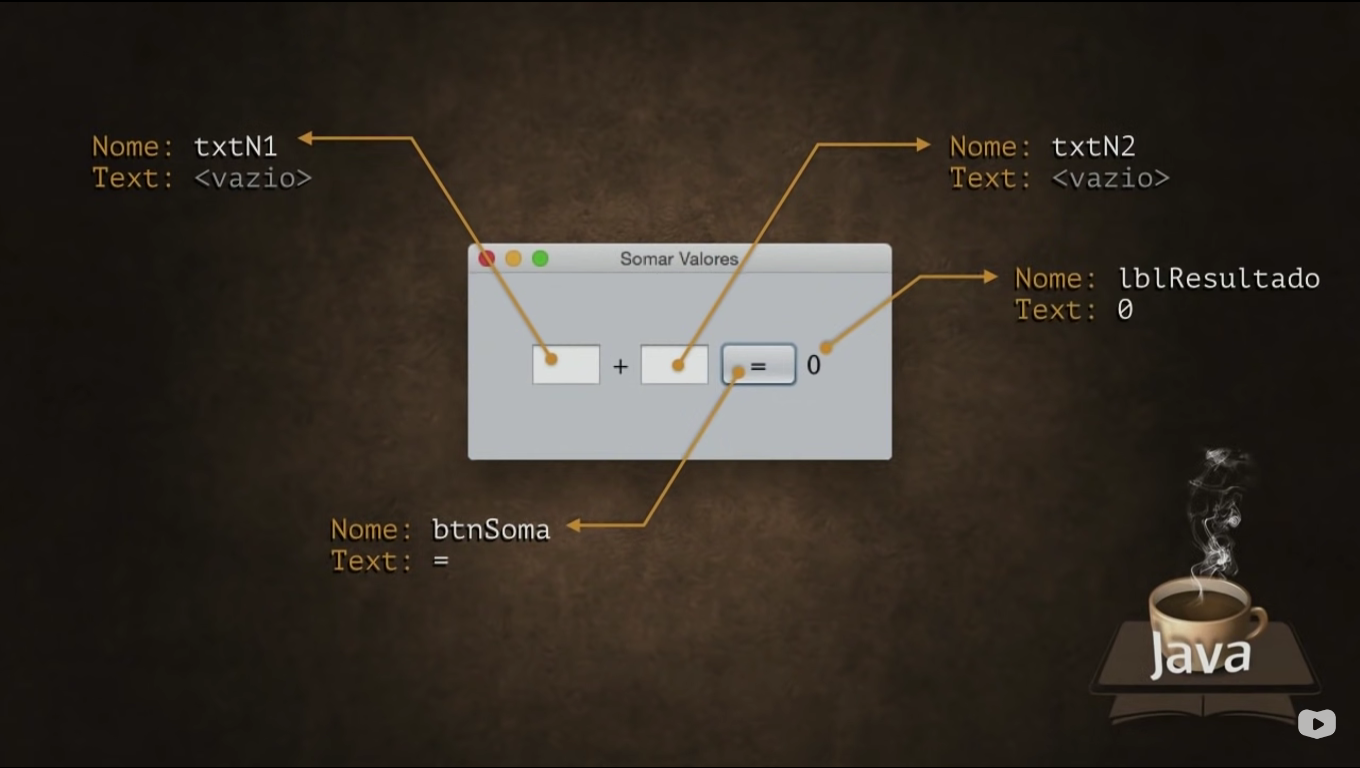 Nome: txtN1
Text: <vazio>
Nome: txtN2
Text: <vazio>
Somar Valores
Nome: lblResultado
Text: 0
+
=
0
Nome: btnSoma
Text: =
Java